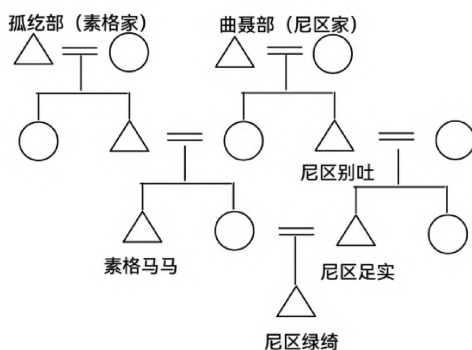 孤纥部（素格家）
曲聂部（尼区家）
尼区别吐
素格马马
尼区足实
尼区绿绮